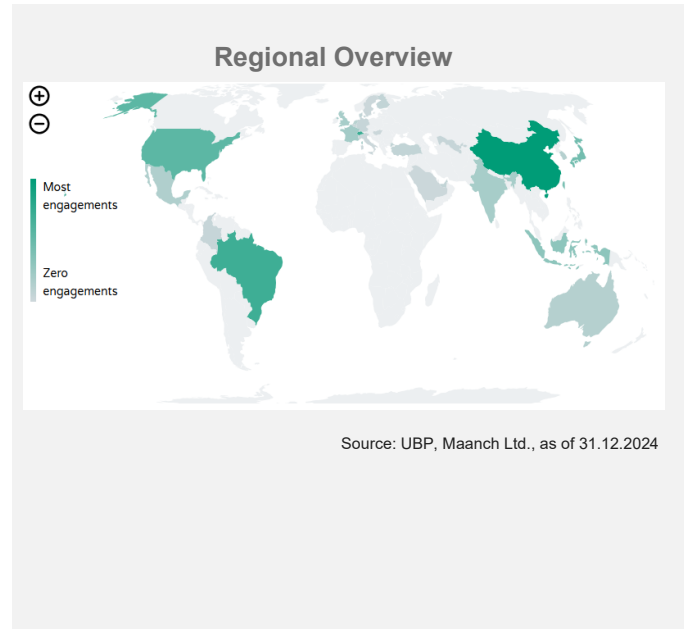 Regional Overview
Most
engagements
Zero
engagements
Source: UBP, Maanch Ltd., as of 31.12.2024